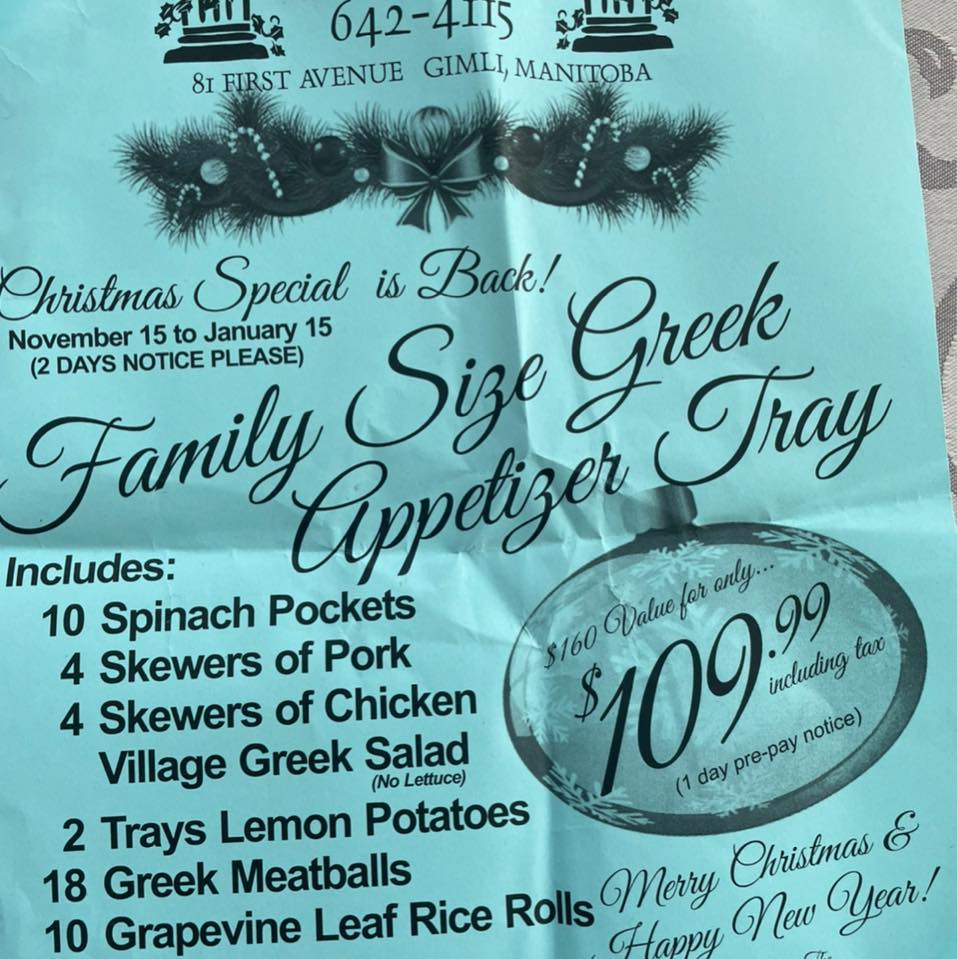 642-4115
81 FIRST AVENUE GIMLI, MANITOBA
Christmas Special is Back!
November 15 to January 15
(2 DAYS NOTICE PLEASE)
Family Size Greek
Appetizer Tray
Includes:
10 Spinach Pockets
4 Skewers of Pork
4 Skewers of Chicken
Village Greek Salad
(No Lettuce)
2 Trays Lemon Potatoes
18 Greek Meatballs
10 Grapevine Leaf Rice Rolls
$160 Value for only...
$109.99
including tax
(1 day pre-pay notice)
Merry Christmas &
Happy New Year!